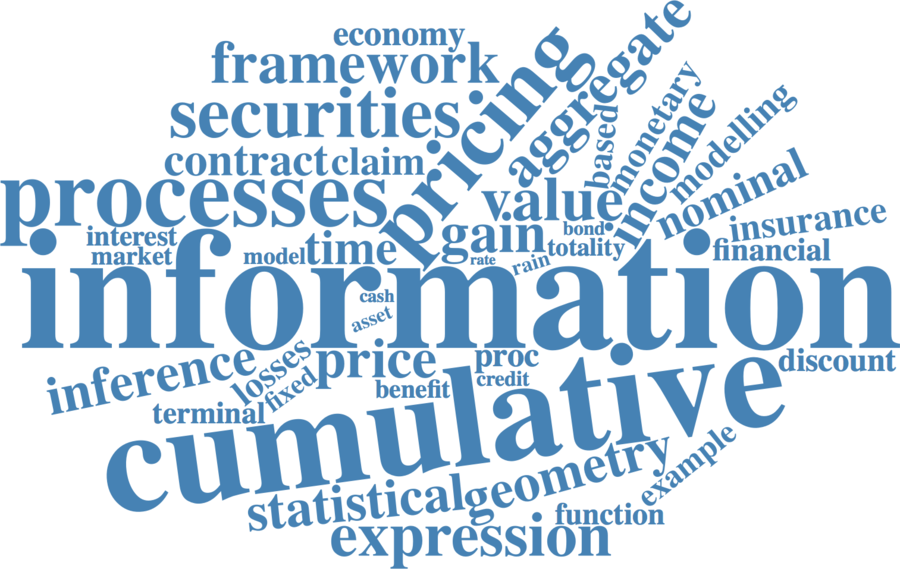 economy
framework
pricing
aggregate
securities
based
monetary
income
modelling
contract
claim
processes
value
nominal
interest
market
model
time
gain
rate
rain
bond
totality
insurance
financial
information
cash
asset
inference
losses
fixed
price
benefit
proc
credit
discount
terminal
cumulative
statistical
geometry
example
expression
function